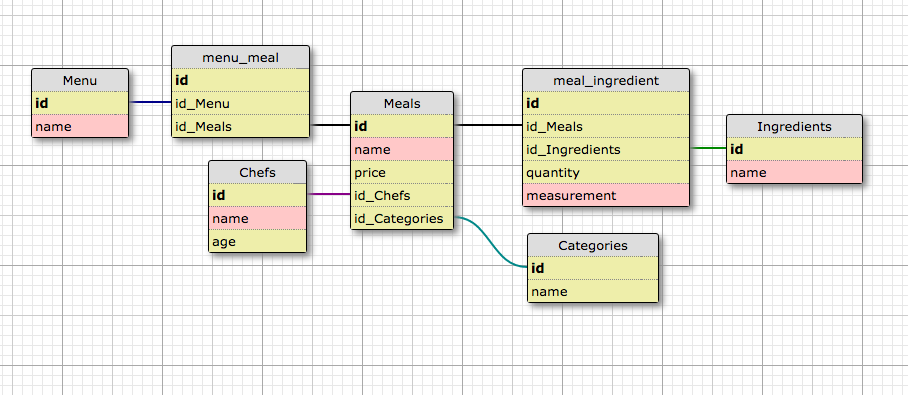 Menu
id
name
menu_meal
id
id_Menu
id_Meals
Chefs
id
name
age
Meals
id
name
price
id_Chefs
id_Categories
meal_ingredient
id
id_Meals
id_Ingredients
quantity
measurement
Ingredients
id
name
Categories
id
name